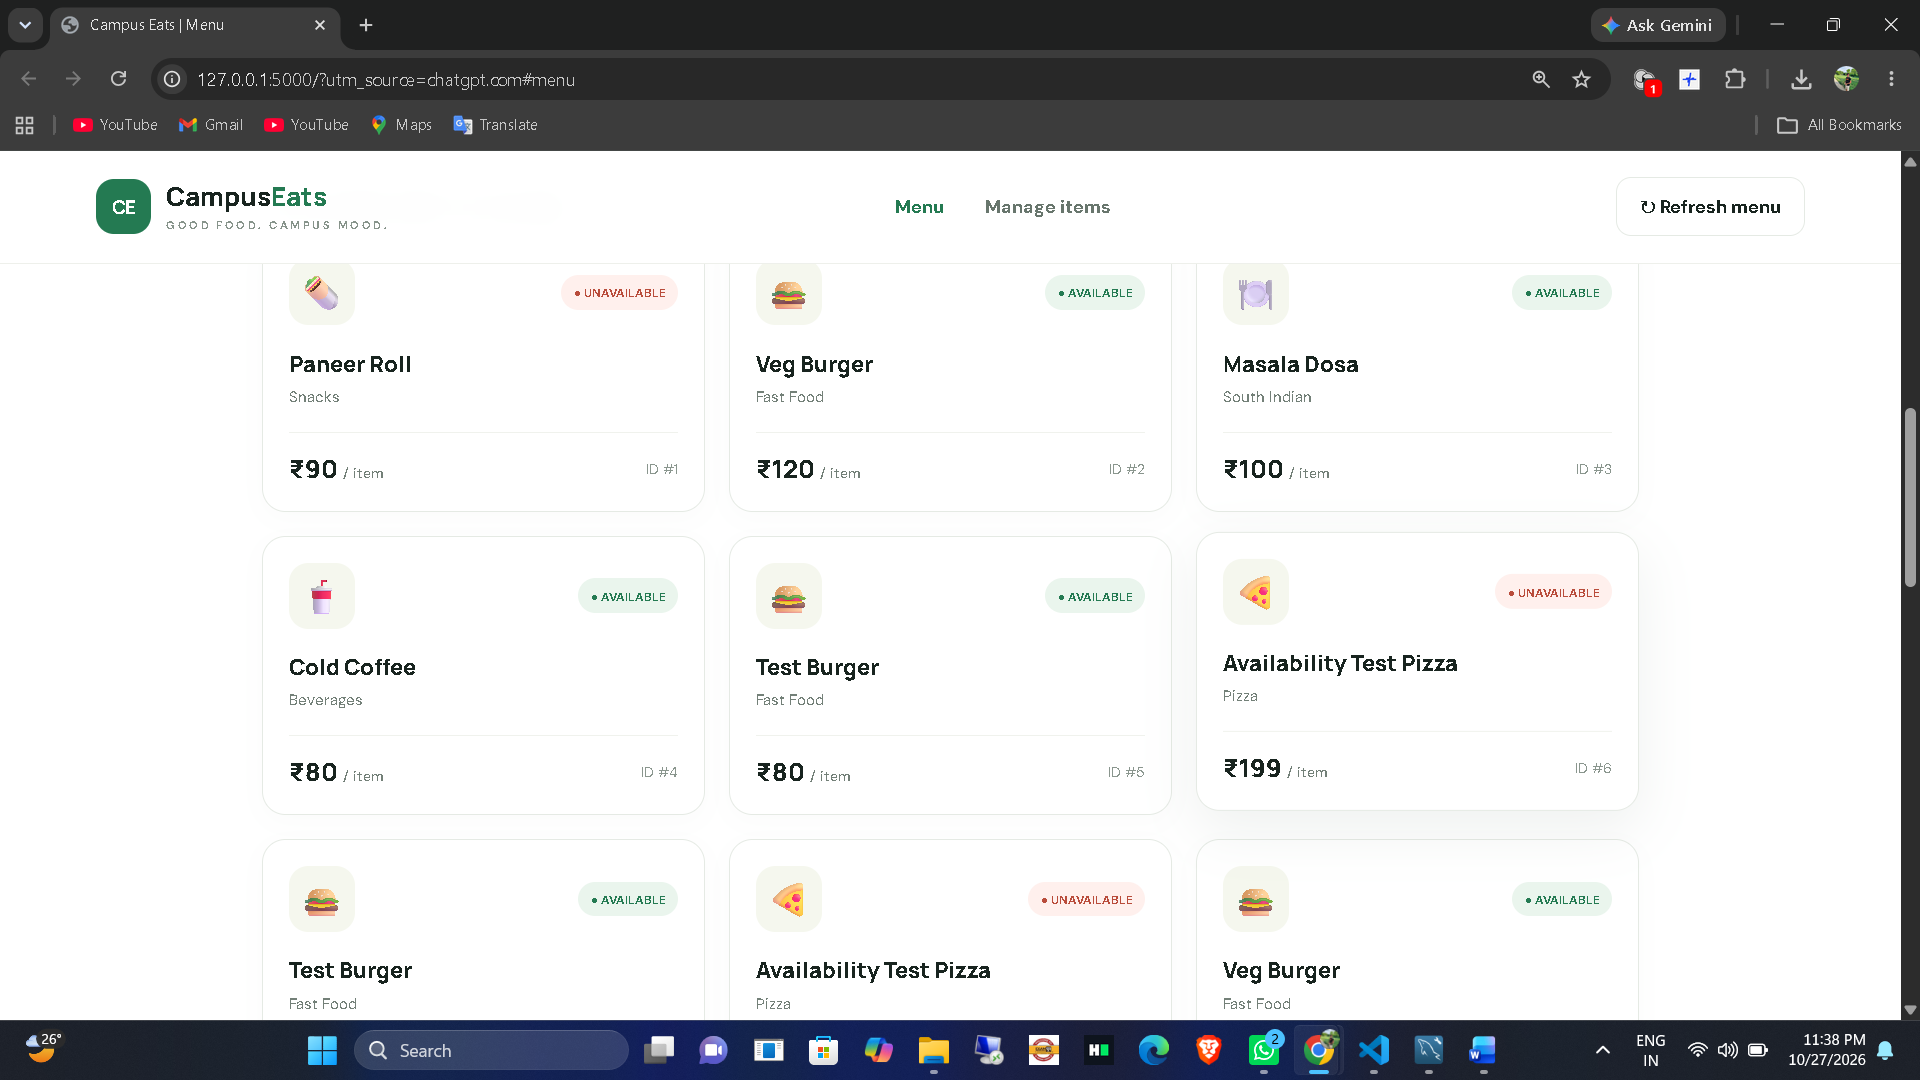 Campus Eats | Menu
Ask Gemini
127.0.0.1:5000/?utm_source=chatgpt.com#menu
1
YouTube
Gmail
YouTube
Maps
Translate
All Bookmarks
CE
CampusEats
GOOD FOOD. CAMPUS MOOD.
Menu
Manage items
↻ Refresh menu
• UNAVAILABLE
• AVAILABLE
• AVAILABLE
Paneer Roll
Veg Burger
Masala Dosa
Snacks
Fast Food
South Indian
₹90 / item
ID #1
₹120 / item
ID #2
₹100 / item
ID #3
• AVAILABLE
• AVAILABLE
• UNAVAILABLE
Cold Coffee
Test Burger
Availability Test Pizza
Beverages
Fast Food
Pizza
₹80 / item
ID #4
₹80 / item
ID #5
₹199 / item
ID #6
• AVAILABLE
• UNAVAILABLE
• AVAILABLE
Test Burger
Availability Test Pizza
Veg Burger
Fast Food
Pizza
Fast Food
26°
Search
2
ENG
IN
11:38 PM
10/27/2026